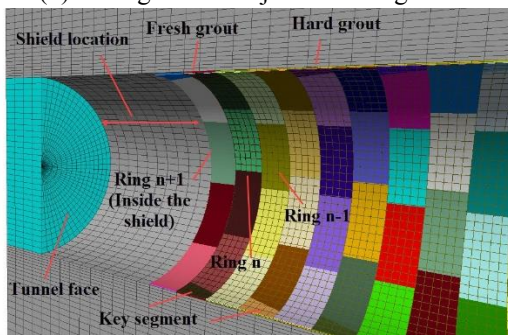 Shield location
Fresh grout
Hard grout
Ring n+1
(Inside the
shield)
Ring n-1
Ring n
Tunnel face
Key segment